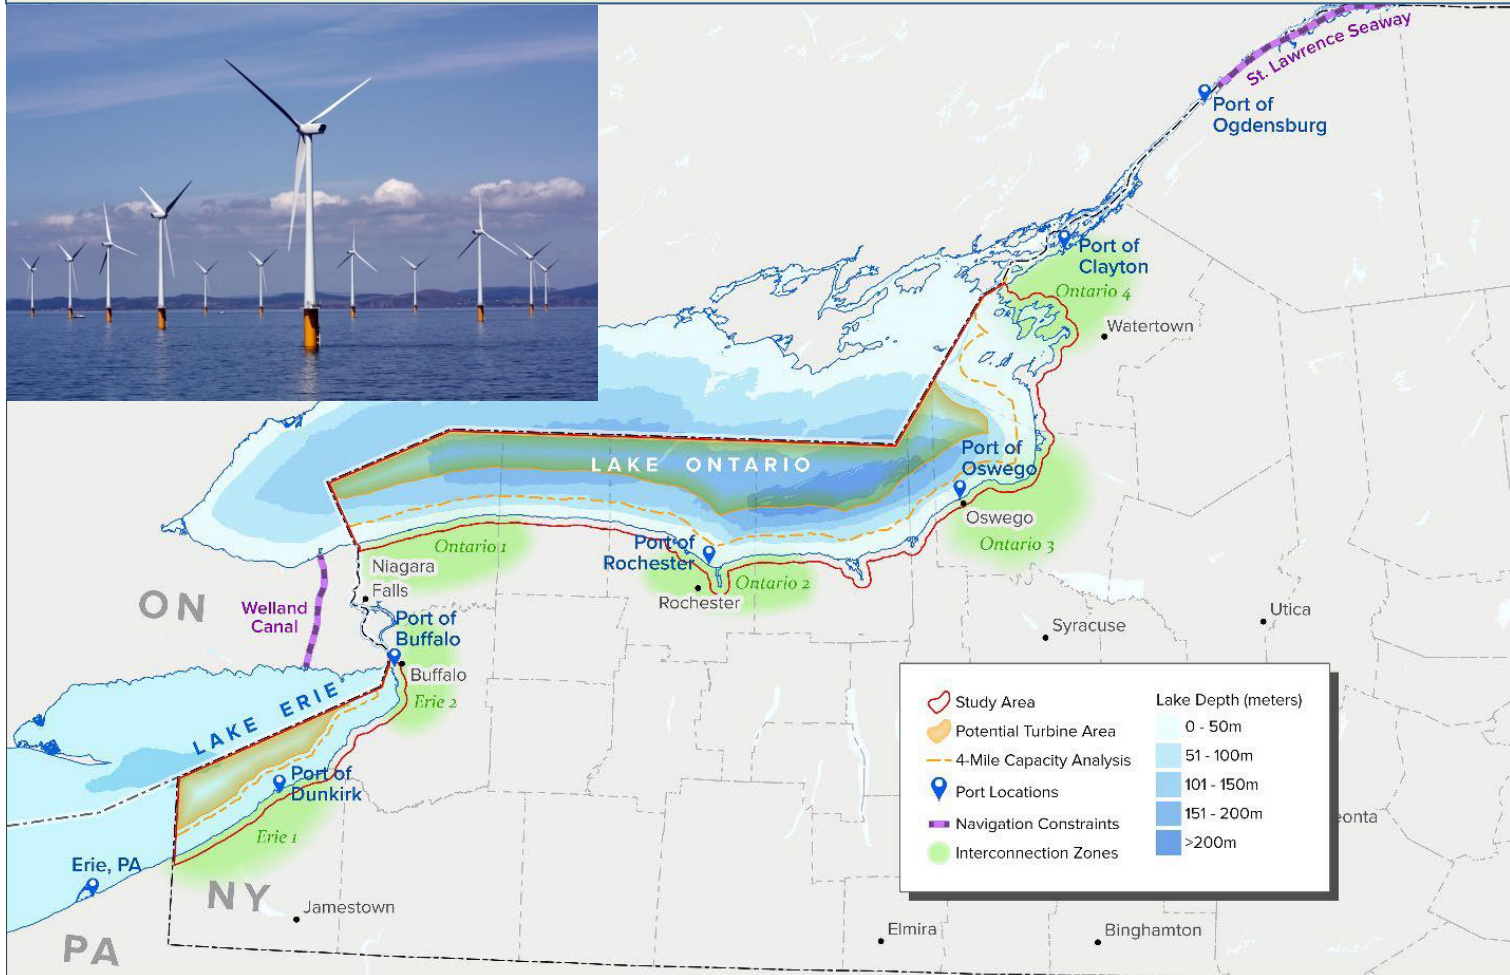 St. Lawrence Seaway
Port of
Ogdensburg
Port of
Clayton
Ontario 4
Watertown
LAKE ONTARIO
Port of
Oswego
Oswego
Ontario 3
Ontario 1
Port of
Rochester
Ontario 2
Rochester
Niagara
Falls
ON
Welland
Canal
Port of
Buffalo
Buffalo
Erie 2
Utica
Syracuse
LAKE ERIE
Port of
Dunkirk
Erie 1
Erie, PA
NY
PA
Jamestown
Elmira
Binghamton
eonta
Study Area
Potential Turbine Area
4-Mile Capacity Analysis
Port Locations
Navigation Constraints
Interconnection Zones
Lake Depth (meters)
0 - 50m
51 - 100m
101 - 150m
151 - 200m
>200m